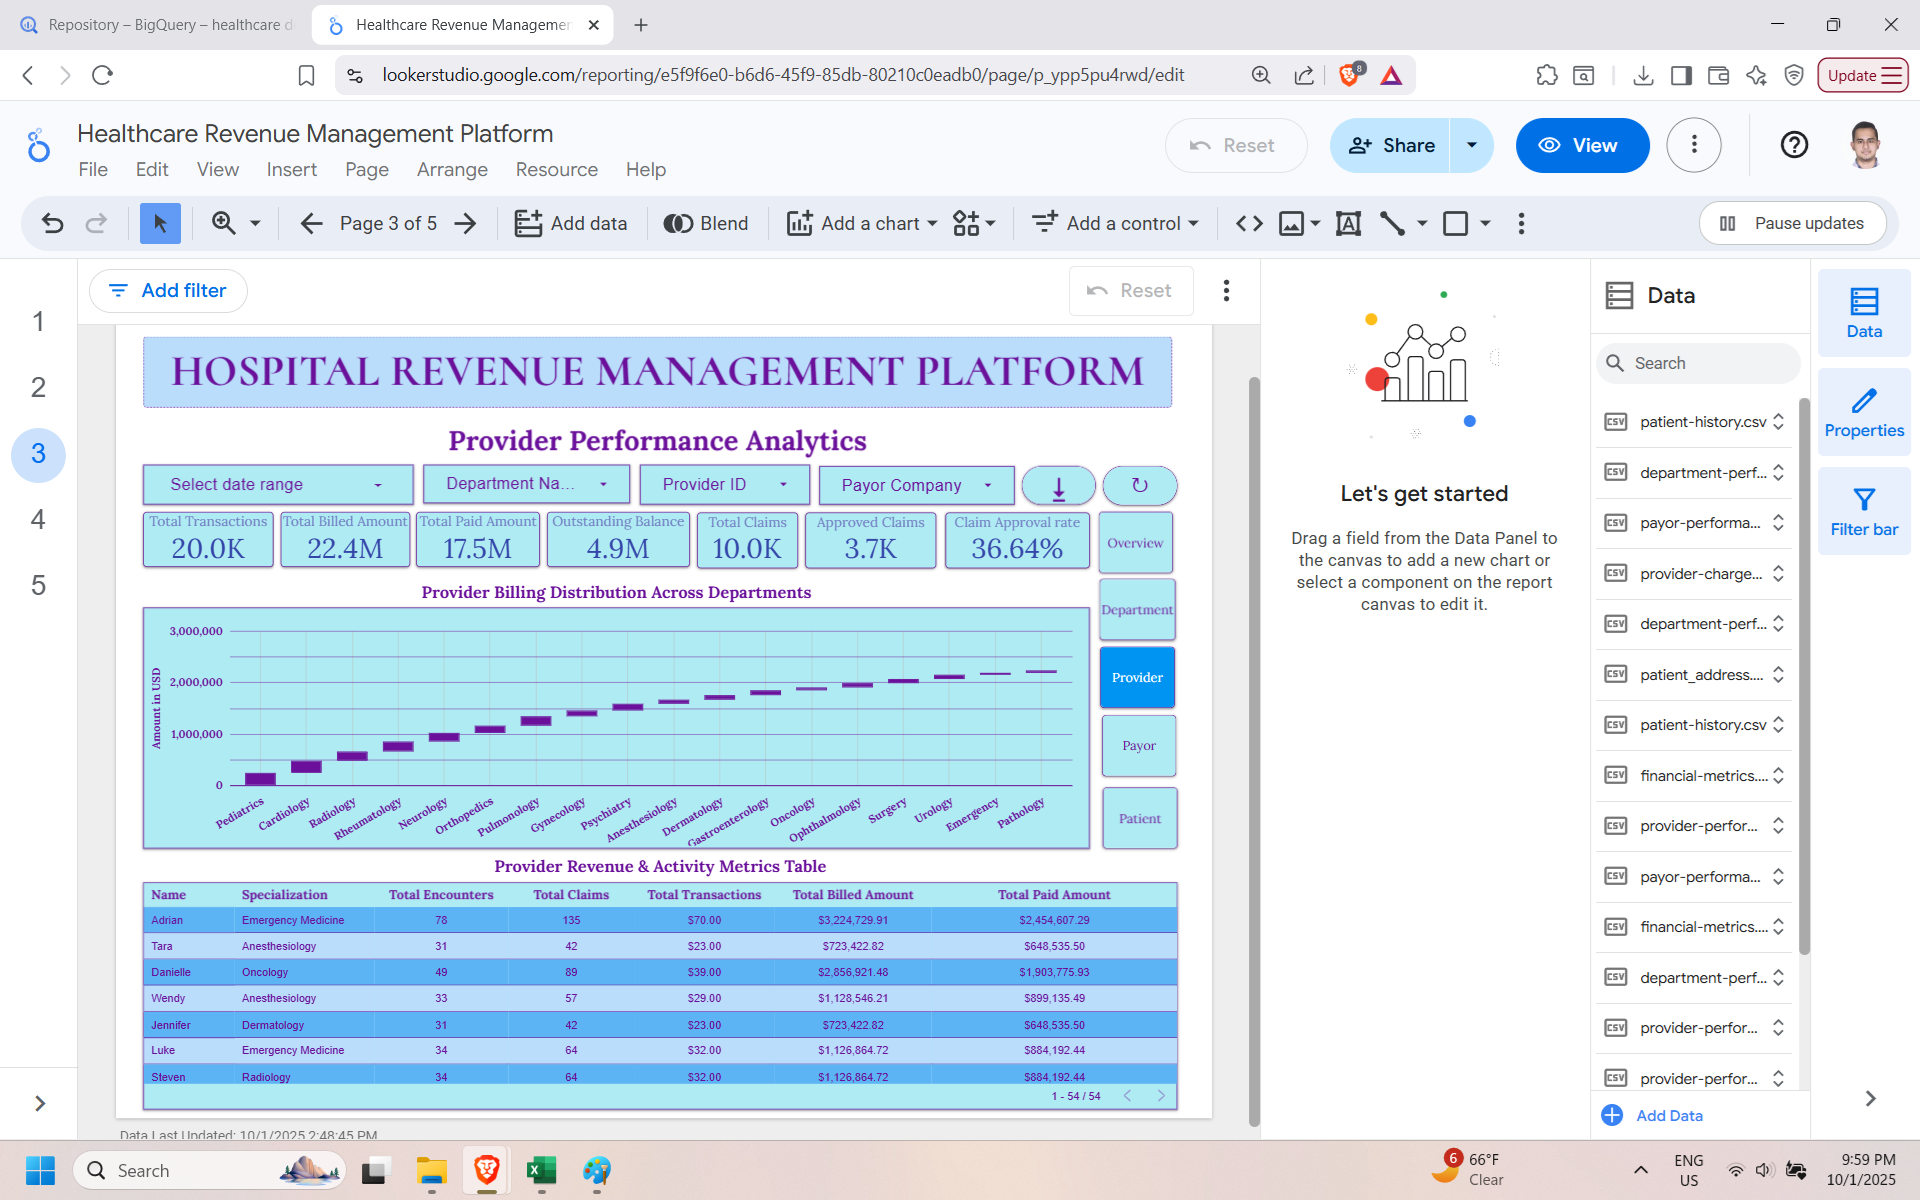 Repository – BigQuery – healthcare d
Healthcare Revenue Managemen
lookerstudio.google.com/reporting/e5f9f6e0-b6d6-45f9-85db-80210c0eadb0/page/p_ypp5pu4rwd/edit
8
Update
Healthcare Revenue Management Platform
Reset
Share
View
File Edit View Insert Page Arrange Resource Help
Page 3 of 5
Add data
Blend
Add a chart
Add a control
Pause updates
Add filter
Reset
1
2
3
4
5
HOSPITAL REVENUE MANAGEMENT PLATFORM
Provider Performance Analytics
Select date range
Department Na...
Provider ID
Payor Company
Total Transactions
20.0K
Total Billed Amount
22.4M
Total Paid Amount
17.5M
Outstanding Balance
4.9M
Total Claims
10.0K
Approved Claims
3.7K
Claim Approval rate
36.64%
Overview
Department
Provider
Payor
Patient
Provider Billing Distribution Across Departments
Amount in USD
3,000,000
2,000,000
1,000,000
0
Pediatrics
Cardiology
Radiology
Rheumatology
Neurology
Orthopedics
Pulmonology
Gynecology
Psychiatry
Anesthesiology
Dermatology
Gastroenterology
Oncology
Ophthalmology
Surgery
Urology
Emergency
Pathology
Provider Revenue & Activity Metrics Table
Name Specialization Total Encounters Total Claims Total Transactions Total Billed Amount Total Paid Amount
Adrian Emergency Medicine 78 135 $70.00 $3,224,729.91 $2,454,607.29
Tara Anesthesiology 31 42 $23.00 $723,422.82 $648,535.50
Danielle Oncology 49 89 $39.00 $2,856,921.48 $1,903,775.93
Wendy Anesthesiology 33 57 $29.00 $1,128,546.21 $899,135.49
Jennifer Dermatology 31 42 $23.00 $723,422.82 $648,535.50
Luke Emergency Medicine 34 64 $32.00 $1,126,864.72 $884,192.44
Steven Radiology 34 64 $32.00 $1,126,864.72 $884,192.44
1 - 54 / 54
Data Last Updated: 10/1/2025 2:48:45 PM
Let's get started
Drag a field from the Data Panel to
the canvas to add a new chart or
select a component on the report
canvas to edit it.
Data
Search
CSV patient-history.csv
CSV department-perf...
CSV payor-performa...
CSV provider-charge...
CSV department-perf...
CSV patient_address....
CSV patient-history.csv
CSV financial-metrics....
CSV provider-perfor...
CSV payor-performa...
CSV financial-metrics....
CSV department-perf...
CSV provider-perfor...
CSV provider-perfor...
Add Data
Data
Properties
Filter bar
Search
6
66°F
Clear
ENG
US
9:59 PM
10/1/2025